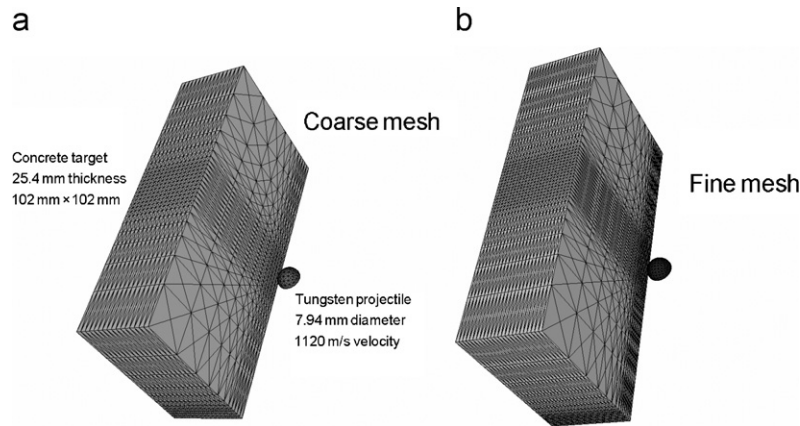 a
b
Coarse mesh
Concrete target
25.4 mm thickness
102 mm × 102 mm
Fine mesh
Tungsten projectile
7.94 mm diameter
1120 m/s velocity